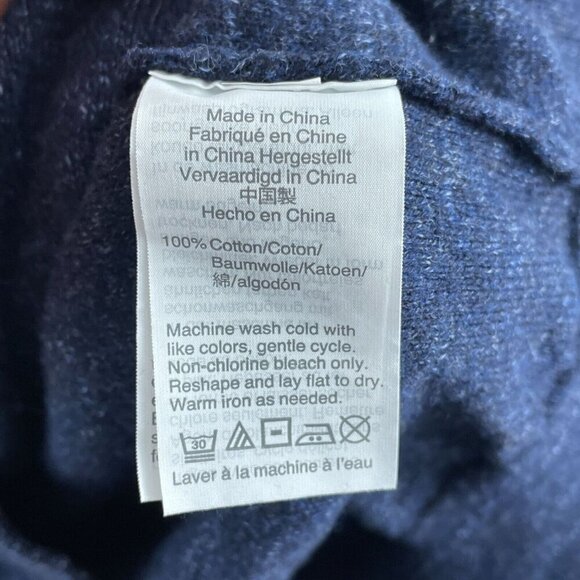 Made in China
Fabriqué en Chine
in China Hergestellt
Vervaardigd in China
中国製
Hecho en China
100% Cotton/Coton/
Baumwolle/Katoen/
綿/algodón
Machine wash cold with
like colors, gentle cycle.
Non-chlorine bleach only.
Reshape and lay flat to dry.
Warm iron as needed.
30
Laver à la machine à l'eau